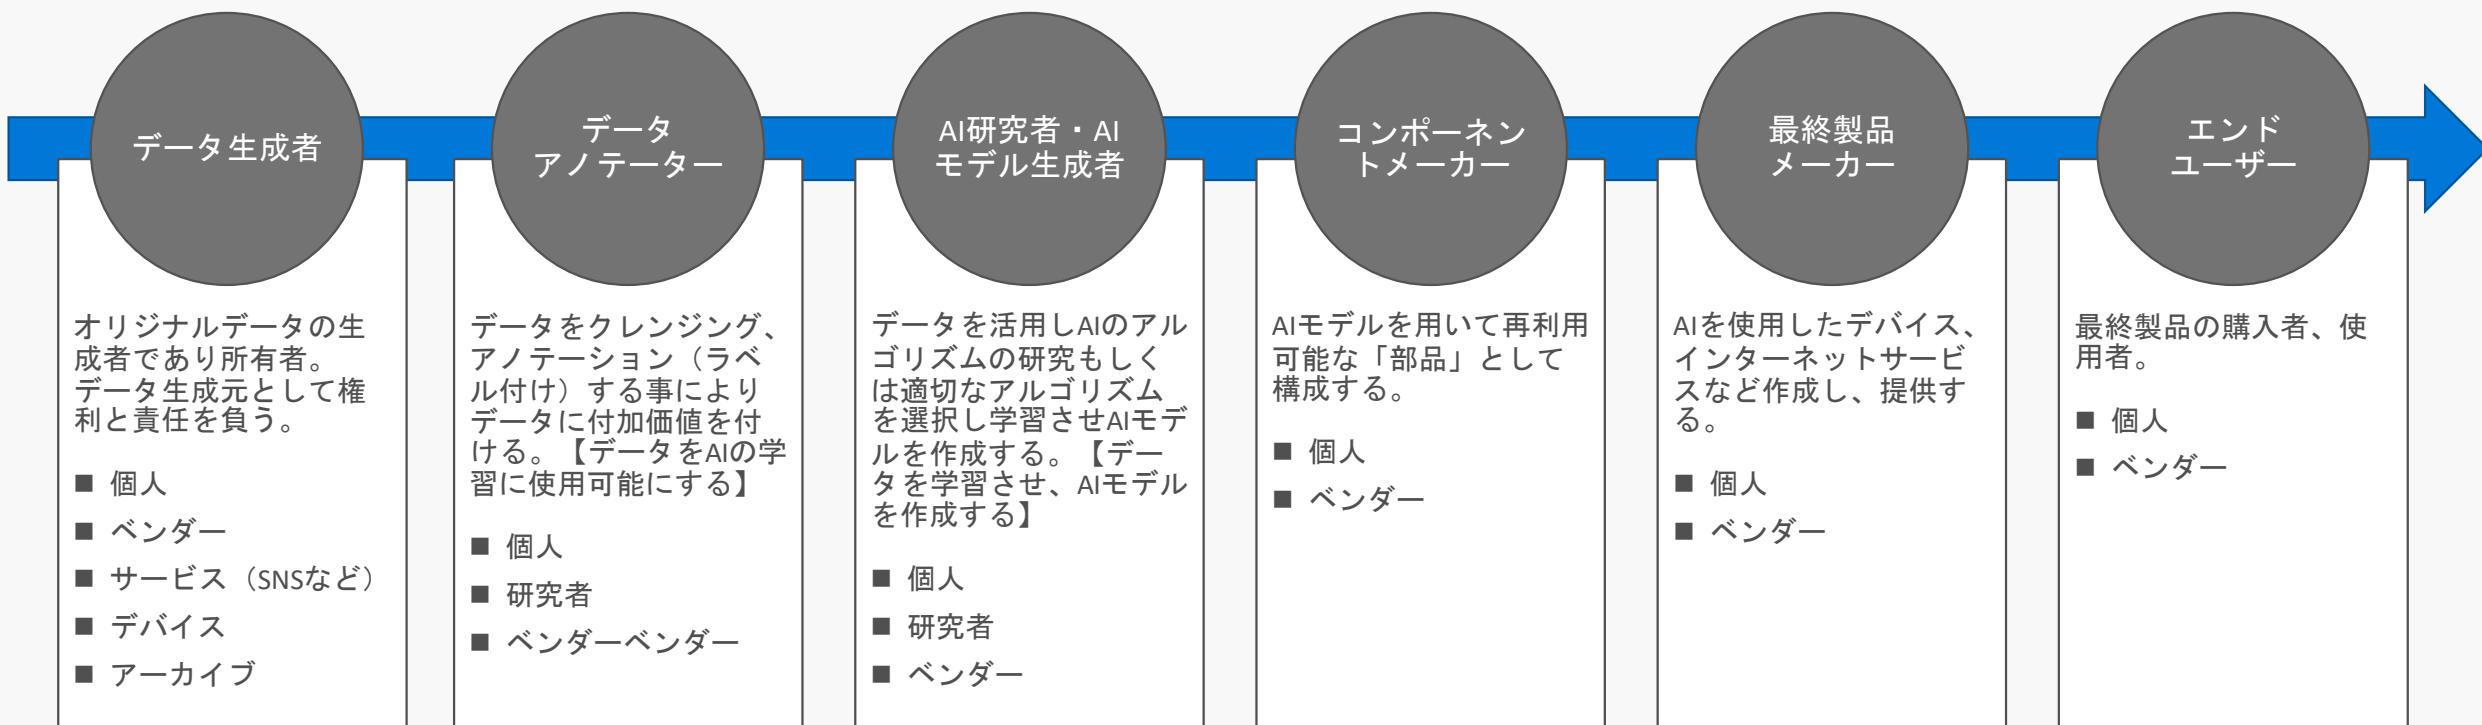 データ生成者
オリジナルデータの生
成者であり所有者。
データ生成元として権
利と責任を負う。
■ 個人
■ ベンダー
■ サービス（SNSなど）
■ デバイス
■ アーカイブ
データ
アノテーター
データをクレンジング、
アノテーション（ラベ
ル付け）する事により
データに付加価値を付
ける。【データをAIの学
習に使用可能にする】
■ 個人
■ 研究者
■ ベンダーベンダー
AI研究者・AI
モデル生成者
データを活用しAIのアル
ゴリズムの研究もしく
は適切なアルゴリズム
を選択し学習させAIモデ
ルを作成する。【デー
タを学習させ、AIモデル
を作成する】
■ 個人
■ 研究者
■ ベンダー
コンポーネン
トメーカー
AIモデルを用いて再利用
可能な「部品」として
構成する。
■ 個人
■ ベンダー
最終製品
メーカー
AIを使用したデバイス、
インターネットサービ
スなど作成し、提供す
る。
■ 個人
■ ベンダー
エンド
ユーザー
最終製品の購入者、使
用者。
■ 個人
■ ベンダー